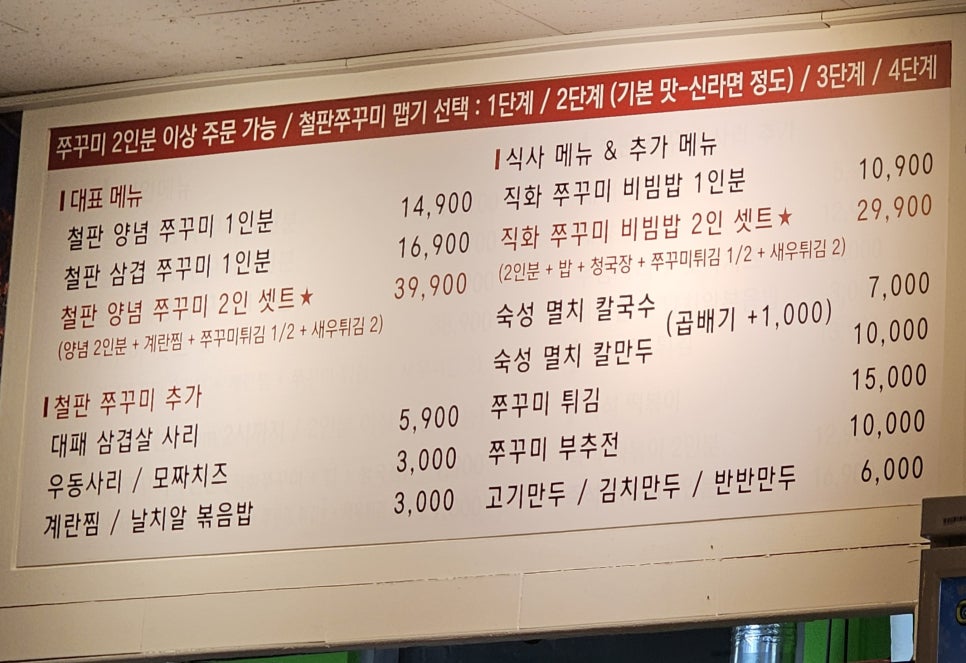 쭈꾸미 2인분 이상 주문 가능 / 철판쭈꾸미 맵기 선택 : 1단계 / 2단계 (기본 맛-신라면 정도) / 3단계 / 4단계
대표 메뉴
철판 양념 쭈꾸미 1인분 14,900
철판 삼겹 쭈꾸미 1인분 16,900
철판 양념 쭈꾸미 2인 셋트★ 39,900
(양념 2인분 + 계란찜 + 쭈꾸미튀김 1/2 + 새우튀김 2)
철판 쭈꾸미 추가
대패 삼겹살 사리 5,900
우동사리 / 모짜치즈 3,000
계란찜 / 날치알 볶음밥 3,000
식사 메뉴 & 추가 메뉴
직화 쭈꾸미 비빔밥 1인분 10,900
직화 쭈꾸미 비빔밥 2인 셋트★ 29,900
(2인분 + 밥 + 청국장 + 쭈꾸미튀김 1/2 + 새우튀김 2)
숙성 멸치 칼국수 (곱배기 +1,000) 7,000
숙성 멸치 칼만두 10,000
쭈꾸미 튀김 15,000
쭈꾸미 부추전 10,000
고기만두 / 김치만두 / 반반만두 6,000